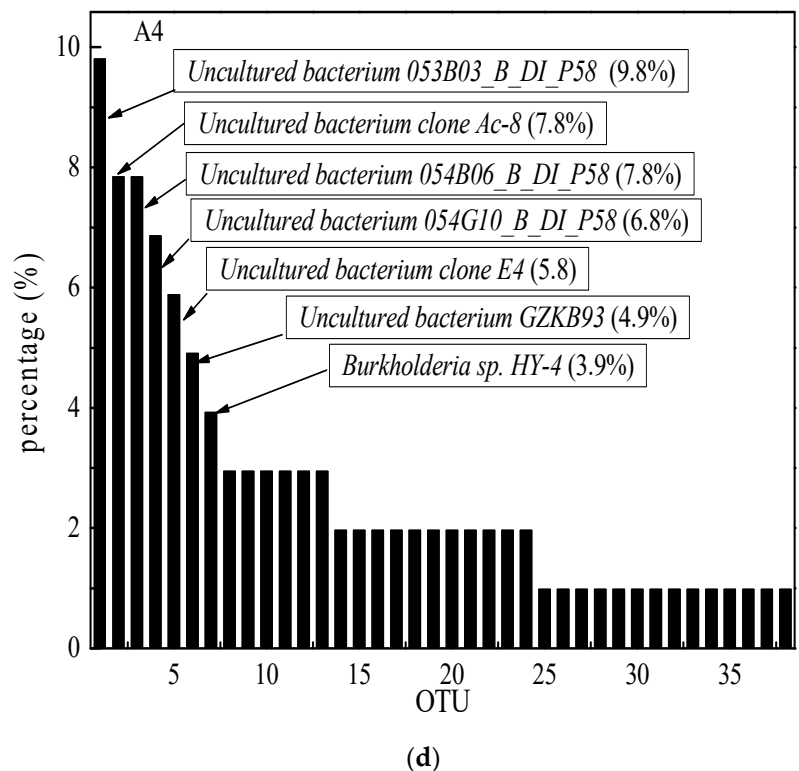 A4
10
Uncultured bacterium 053B03_B_DI_P58 (9.8%)
Uncultured bacterium clone Ac-8 (7.8%)
8
Uncultured bacterium 054B06_B_DI_P58 (7.8%)
Uncultured bacterium 054G10_B_DI_P58 (6.8%)
Uncultured bacterium clone E4 (5.8)
6
Uncultured bacterium GZKB93 (4.9%)
Burkholderia sp. HY-4 (3.9%)
4
2
0
percentage (%)
5 10 15 20 25 30 35
OTU
(d)